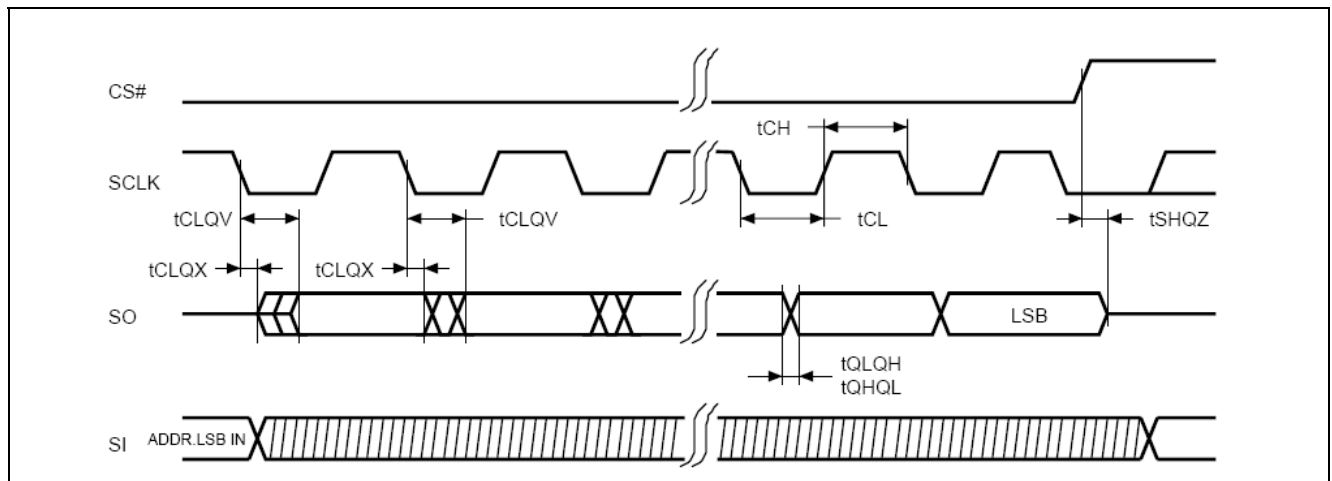 CS#
tCH
SCLK
tCLQV
tCLQV
tCL
tSHQZ
tCLQX
tCLQX
SO
LSB
tQLQH
tQHQL
SI
ADDR.LSB IN